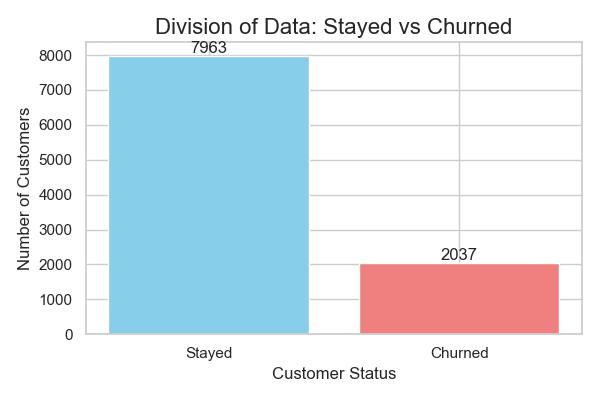 Division of Data: Stayed vs Churned
7963
2037
8000
7000
6000
5000
4000
3000
2000
1000
0
Number of Customers
Stayed
Churned
Customer Status